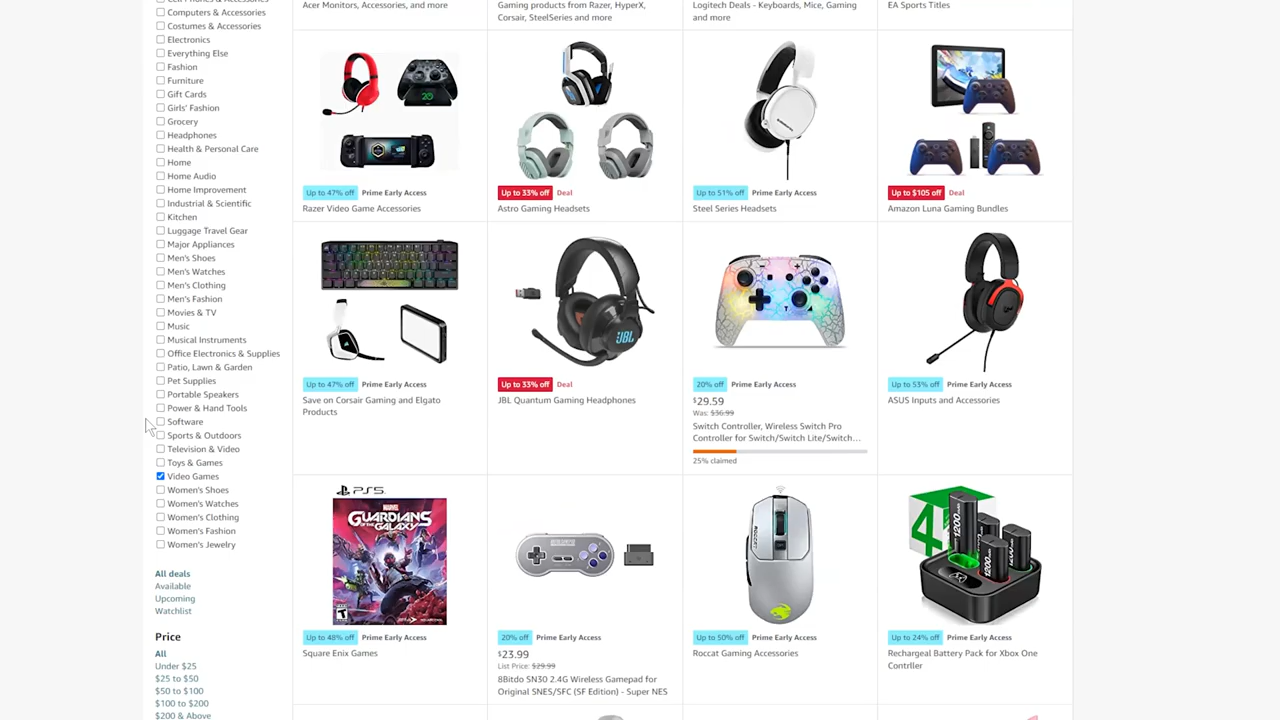 Computers & Accessories
Costumes & Accessories
Electronics
Everything Else
Fashion
Furniture
Gift Cards
Girls' Fashion
Grocery
Headphones
Health & Personal Care
Home
Home Audio
Home Improvement
Industrial & Scientific
Kitchen
Luggage Travel Gear
Major Appliances
Men's Shoes
Men's Watches
Men's Clothing
Men's Fashion
Movies & TV
Music
Musical Instruments
Office Electronics & Supplies
Patio, Lawn & Garden
Pet Supplies
Portable Speakers
Power & Hand Tools
Software
Sports & Outdoors
Television & Video
Toys & Games
Video Games
Women's Shoes
Women's Watches
Women's Clothing
Women's Fashion
Women's Jewelry
All deals
Available
Upcoming
Watchlist
Price
All
Under $25
$25 to $50
$50 to $100
$100 to $200
$200 & Above
Acer Monitors, Accessories, and more
Gaming products from Razer, HyperX,
Corsair, SteelSeries and more
Logitech Deals - Keyboards, Mice, Gaming
and more
EA Sports Titles
20
Up to 47% off Prime Early Access
Razer Video Game Accessories
Up to 33% off Deal
Astro Gaming Headsets
Up to 51% off Prime Early Access
Steel Series Headsets
Up to $105 off Deal
Amazon Luna Gaming Bundles
Up to 47% off Prime Early Access
Save on Corsair Gaming and Elgato
Products
JBL
Up to 33% off Deal
JBL Quantum Gaming Headphones
20% off Prime Early Access
$29.59
Was: $36.99
Switch Controller, Wireless Switch Pro
Controller for Switch/Switch Lite/Switch...
25% claimed
Up to 53% off Prime Early Access
ASUS Inputs and Accessories
PS5
MARVEL
GUARDIANS
OF THE GALAXY
T
Up to 48% off Prime Early Access
Square Enix Games
20% off Prime Early Access
$23.99
List Price: $29.99
8Bitdo SN30 2.4G Wireless Gamepad for
Original SNES/SFC (SF Edition) - Super NES
Up to 50% off Prime Early Access
Roccat Gaming Accessories
4
1200
1200
Up to 24% off Prime Early Access
Rechargeal Battery Pack for Xbox One
Contrller